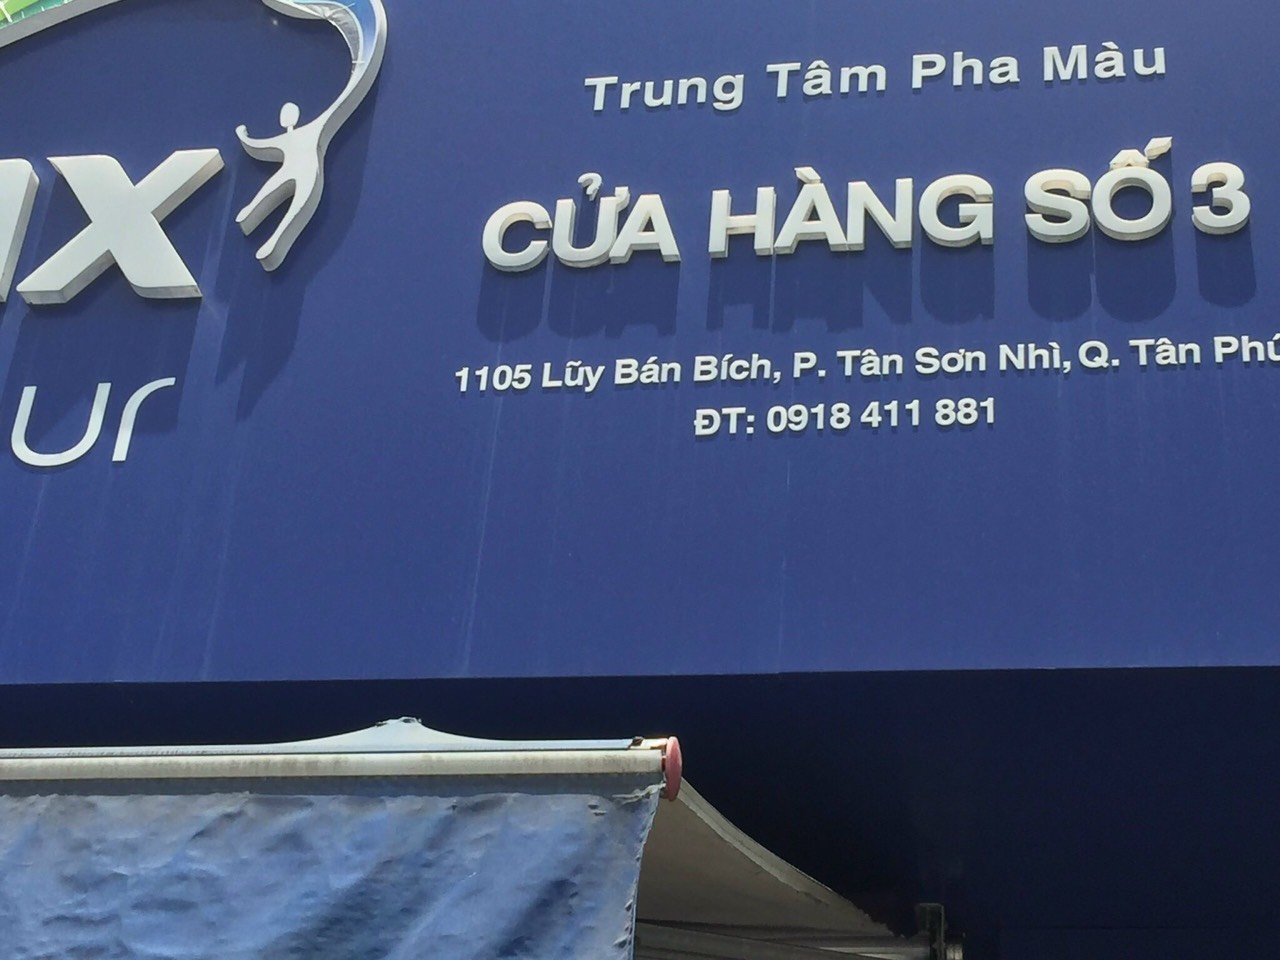 Trung Tâm Pha Màu
CỬA HÀNG SỐ 3
1105 Lũy Bán Bích, P. Tân Sơn Nhì, Q. Tân Phú
ĐT: 0918 411 881